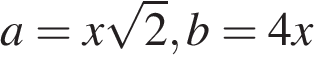 a = x√2, b = 4x